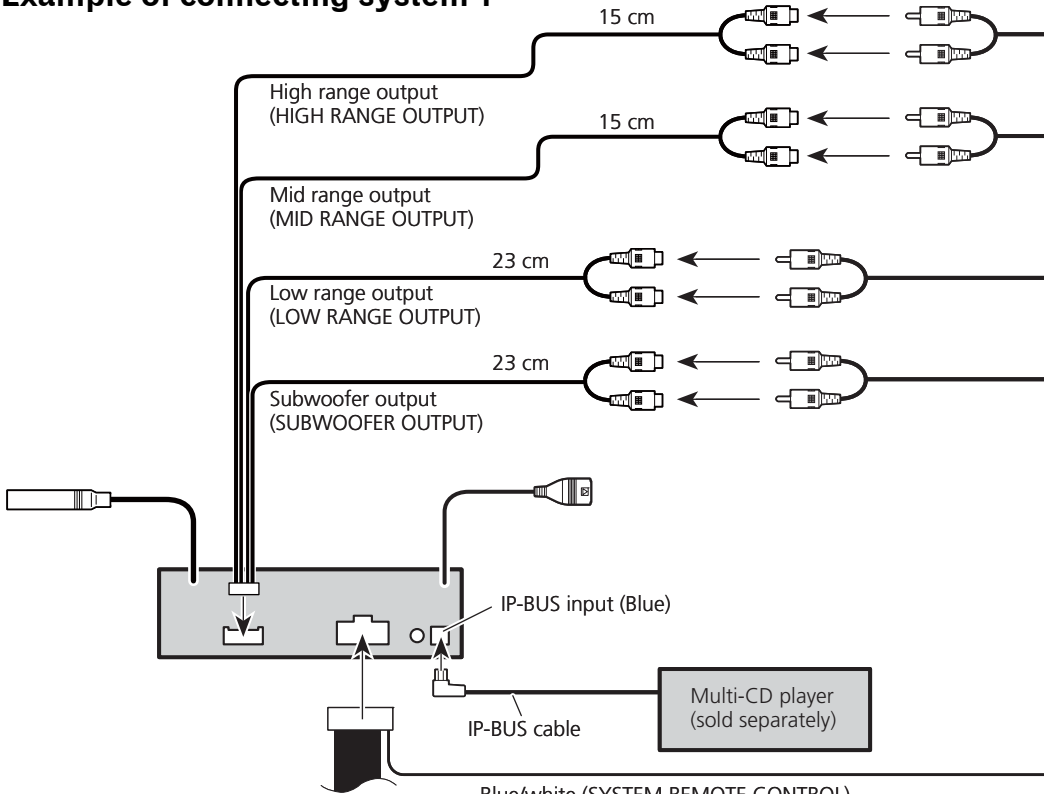 Example of connecting system 1
15 cm
High range output
(HIGH RANGE OUTPUT)
15 cm
Mid range output
(MID RANGE OUTPUT)
23 cm
Low range output
(LOW RANGE OUTPUT)
23 cm
Subwoofer output
(SUBWOOFER OUTPUT)
IP-BUS input (Blue)
Multi-CD player
(sold separately)
IP-BUS cable
Blue/white (SYSTEM REMOTE CONTROL)